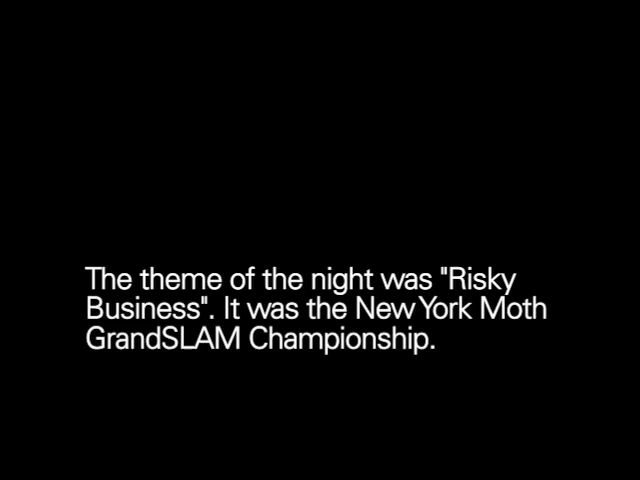 The theme of the night was "Risky
Business". It was the New York Moth
GrandSLAM Championship.